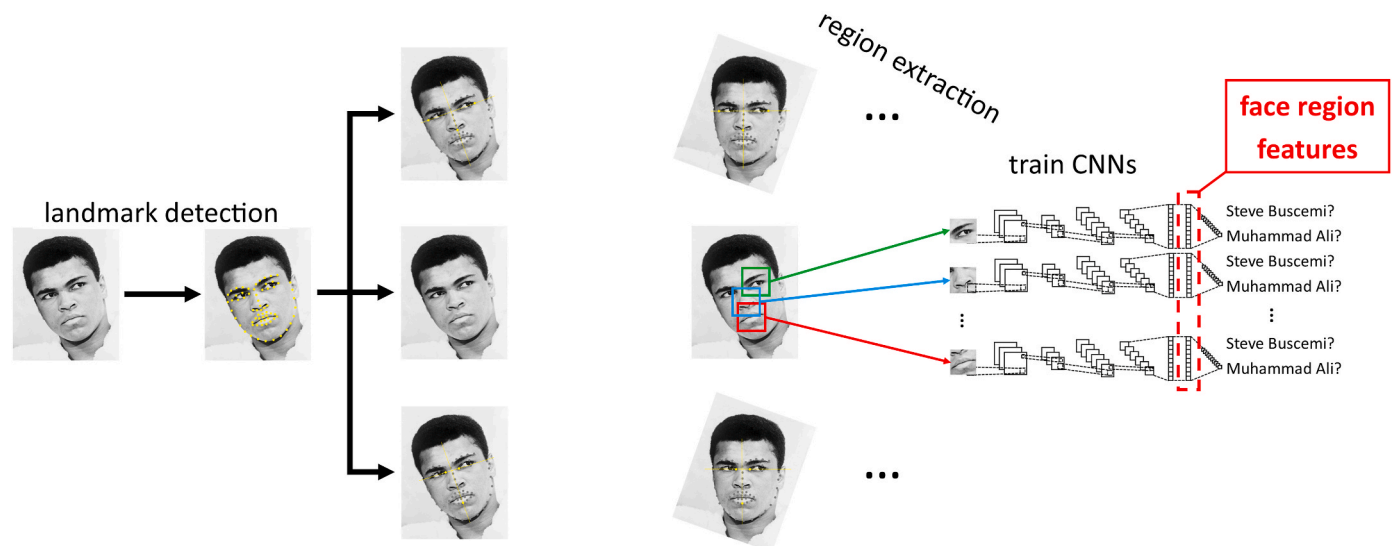 landmark detection
region extraction
train CNNs
face region
features
Steve Buscemi?
Muhammad Ali?
Steve Buscemi?
Muhammad Ali?
Steve Buscemi?
Muhammad Ali?